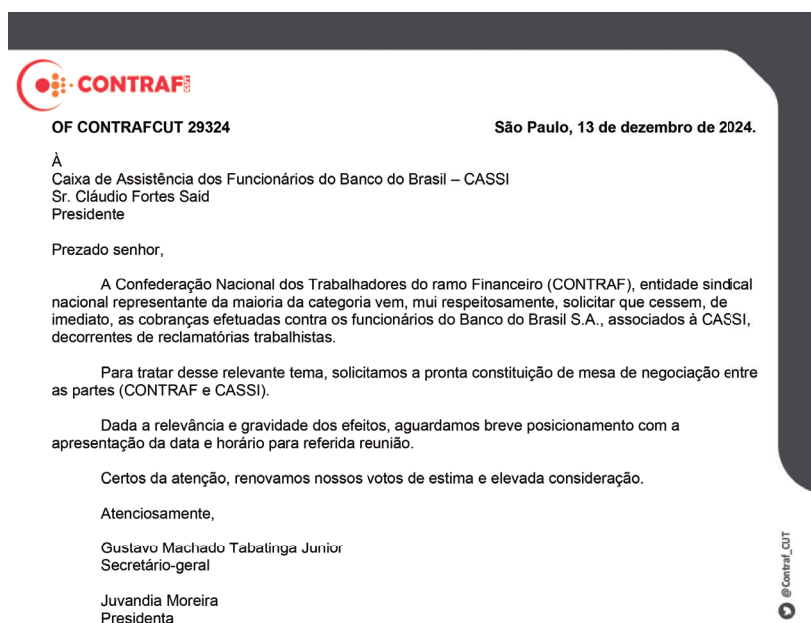 CONTRAF CUT
OF CONTRAFCUT 29324 São Paulo, 13 de dezembro de 2024.
À
Caixa de Assistência dos Funcionários do Banco do Brasil – CASSI
Sr. Cláudio Fortes Said
Presidente
Prezado senhor,
A Confederação Nacional dos Trabalhadores do ramo Financeiro (CONTRAF), entidade sindical
nacional representante da maioria da categoria vem, mui respeitosamente, solicitar que cessem, de
imediato, as cobranças efetuadas contra os funcionários do Banco do Brasil S.A., associados à CASSI,
decorrentes de reclamatórias trabalhistas.
Para tratar desse relevante tema, solicitamos a pronta constituição de mesa de negociação entre
as partes (CONTRAF e CASSI).
Dada a relevância e gravidade dos efeitos, aguardamos breve posicionamento com a
apresentação da data e horário para referida reunião.
Certos da atenção, renovamos nossos votos de estima e elevada consideração.
Atenciosamente,
Gustavo Machado Tabatinga Junior
Secretário-geral
Juvandia Moreira
Presidenta
@Contraf_CUT